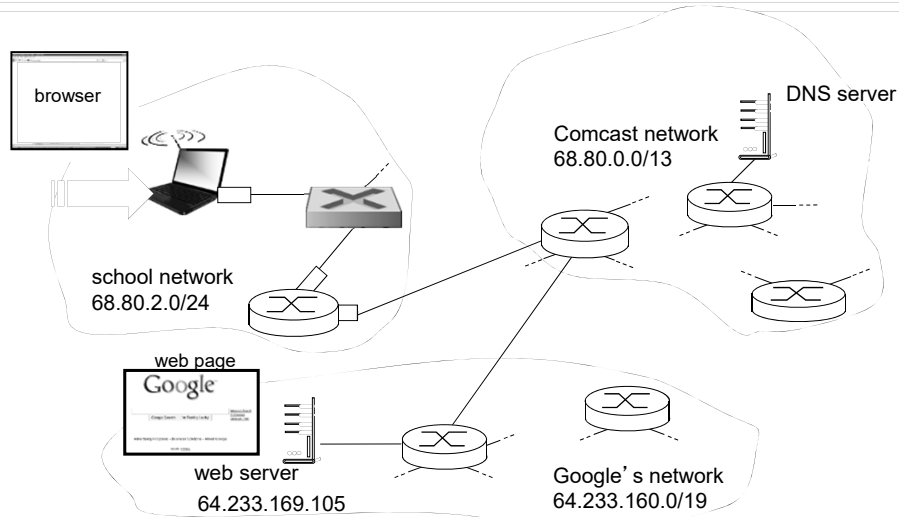 browser
DNS server
Comcast network
68.80.0.0/13
school network
68.80.2.0/24
web page
Google
web server
64.233.169.105
Google's network
64.233.160.0/19